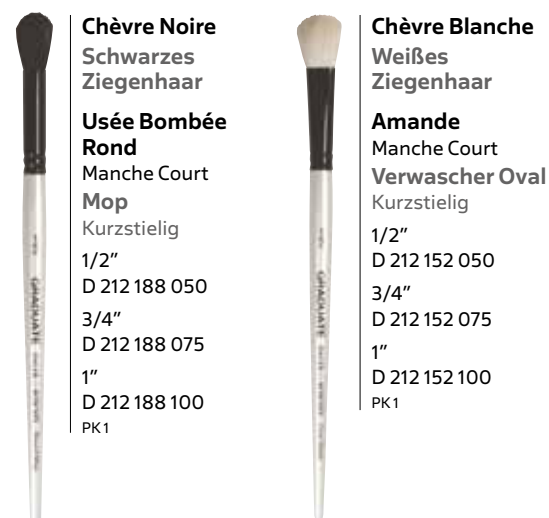 Chèvre Noire
Schwarzes
Ziegenhaar
Usée Bombée
Rond
Manche Court
Mop
Kurzstielig
1/2”
D 212 188 050
3/4”
D 212 188 075
1”
D 212 188 100
PK1
GRADUATE
Chèvre Blanche
Weißes
Ziegenhaar
Amande
Manche Court
Verwascher Oval
Kurzstielig
1/2”
D 212 152 050
3/4”
D 212 152 075
1”
D 212 152 100
PK1
GRADUATE